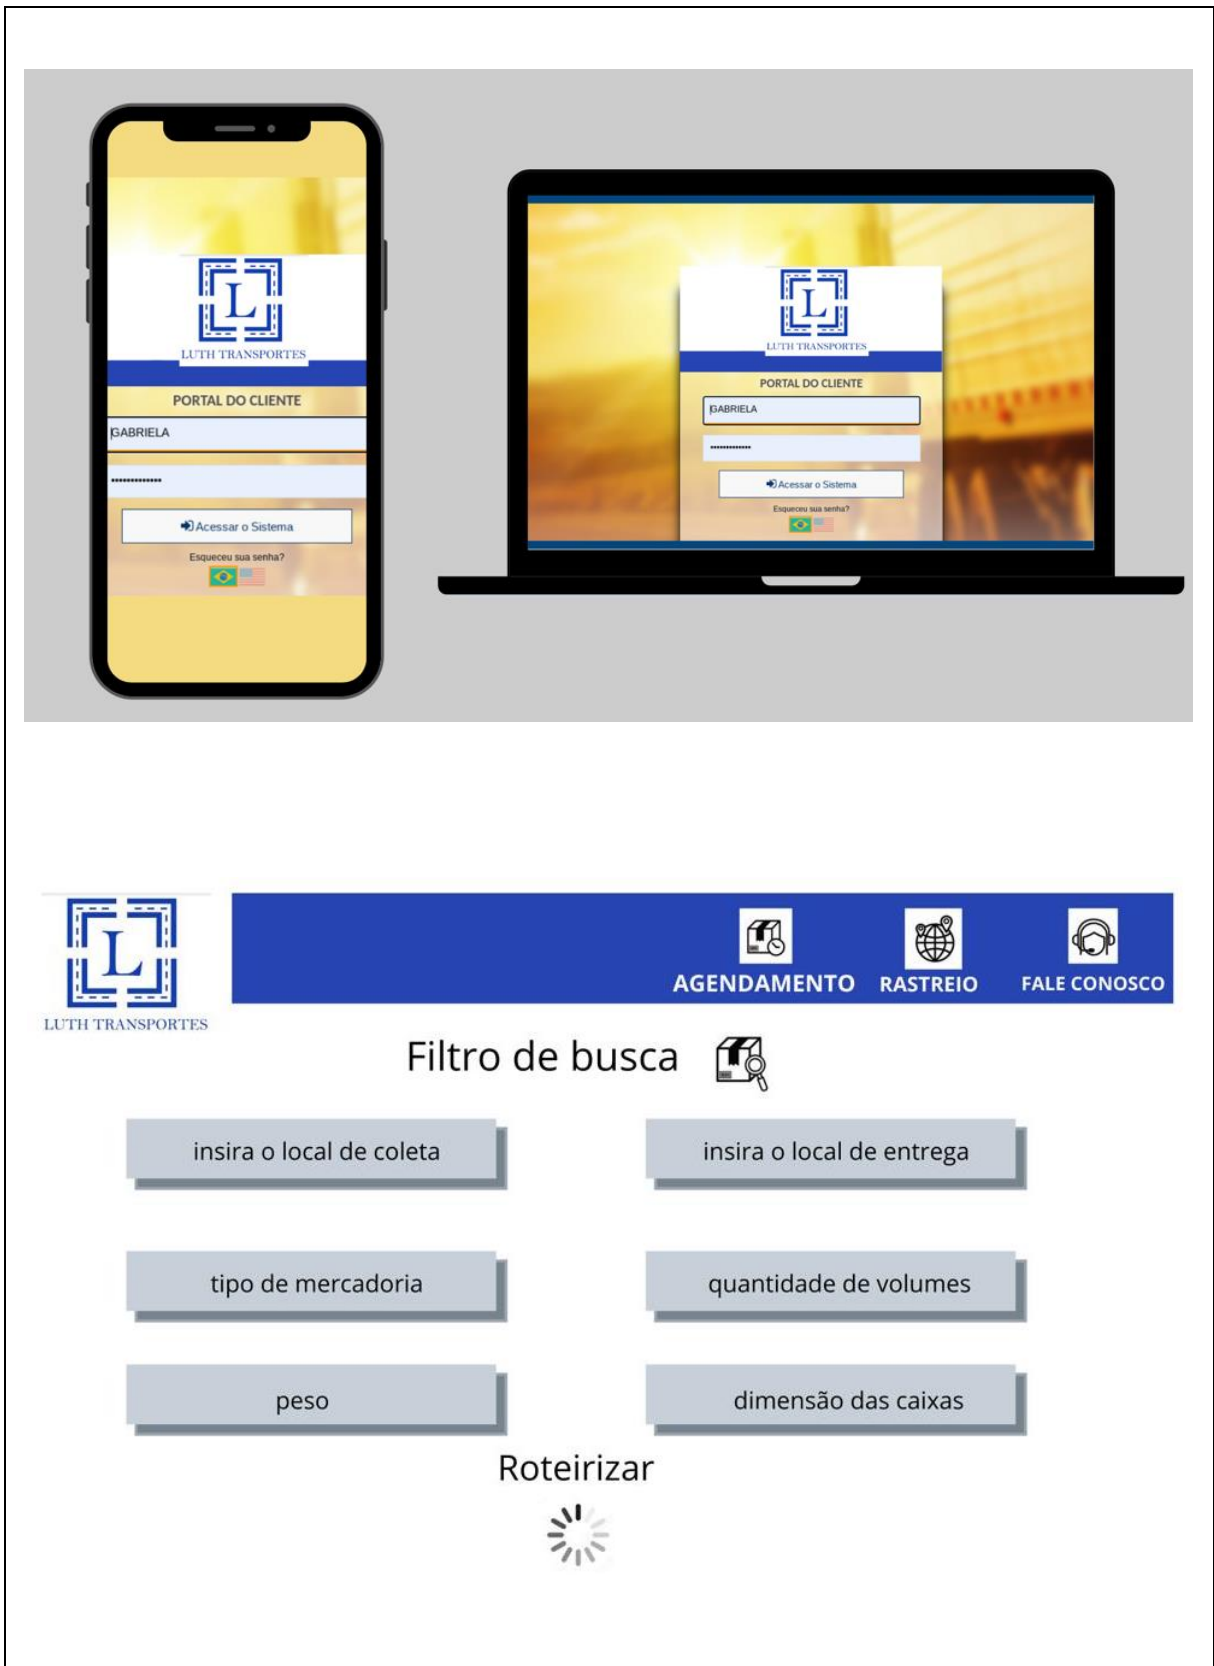 L
LUTH TRANSPORTES
PORTAL DO CLIENTE
GABRIELA
•••••••••••••
Acessar o Sistema
Esqueceu sua senha?
L
LUTH TRANSPORTES
PORTAL DO CLIENTE
GABRIELA
•••••••••••••
Acessar o Sistema
Esqueceu sua senha?
L
LUTH TRANSPORTES
AGENDAMENTO RASTREIO FALE CONOSCO
Filtro de busca
insira o local de coleta insira o local de entrega
tipo de mercadoria quantidade de volumes
peso dimensão das caixas
Roteirizar